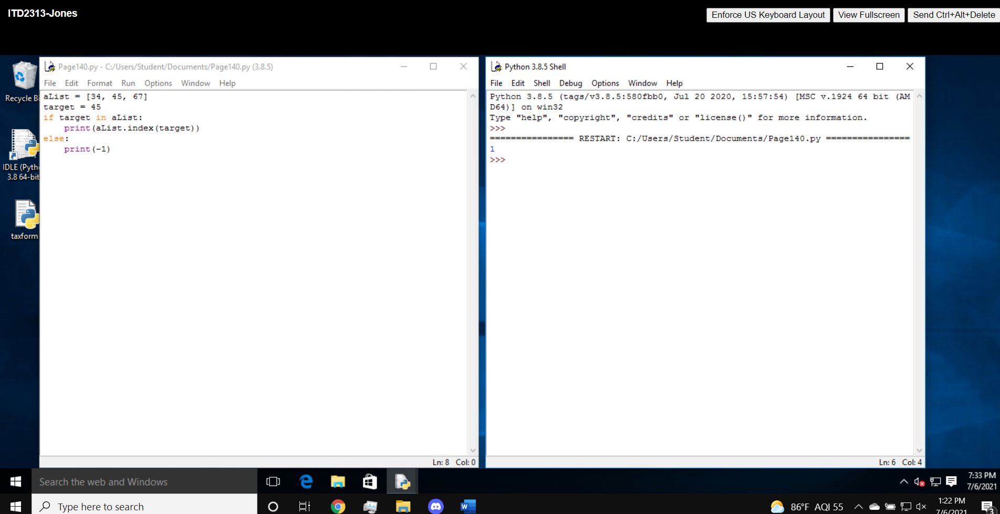 ITD2313-Jones
Enforce US Keyboard Layout
View Fullscreen
Send Ctrl+Alt+Delete
Recycle Bi
IDLE (Pyth
3.8 64-bit
taxform
Page140.py - C:/Users/Student/Documents/Page140.py (3.8.5)
File Edit Format Run Options Window Help
aList = [34, 45, 67]
target = 45
if target in aList:
    print(aList.index(target))
else:
    print(-1)
Ln: 8 Col: 0
Python 3.8.5 Shell
File Edit Shell Debug Options Window Help
Python 3.8.5 (tags/v3.8.5:580fbb0, Jul 20 2020, 15:57:54) [MSC v.1924 64 bit (AM
D64)] on win32
Type "help", "copyright", "credits" or "license()" for more information.
>>>
================ RESTART: C:/Users/Student/Documents/Page140.py ================
1
>>>
Ln: 6 Col: 4
Search the web and Windows
7:33 PM
7/6/2021
Type here to search
86°F AQI 55
1:22 PM
7/6/2021
3